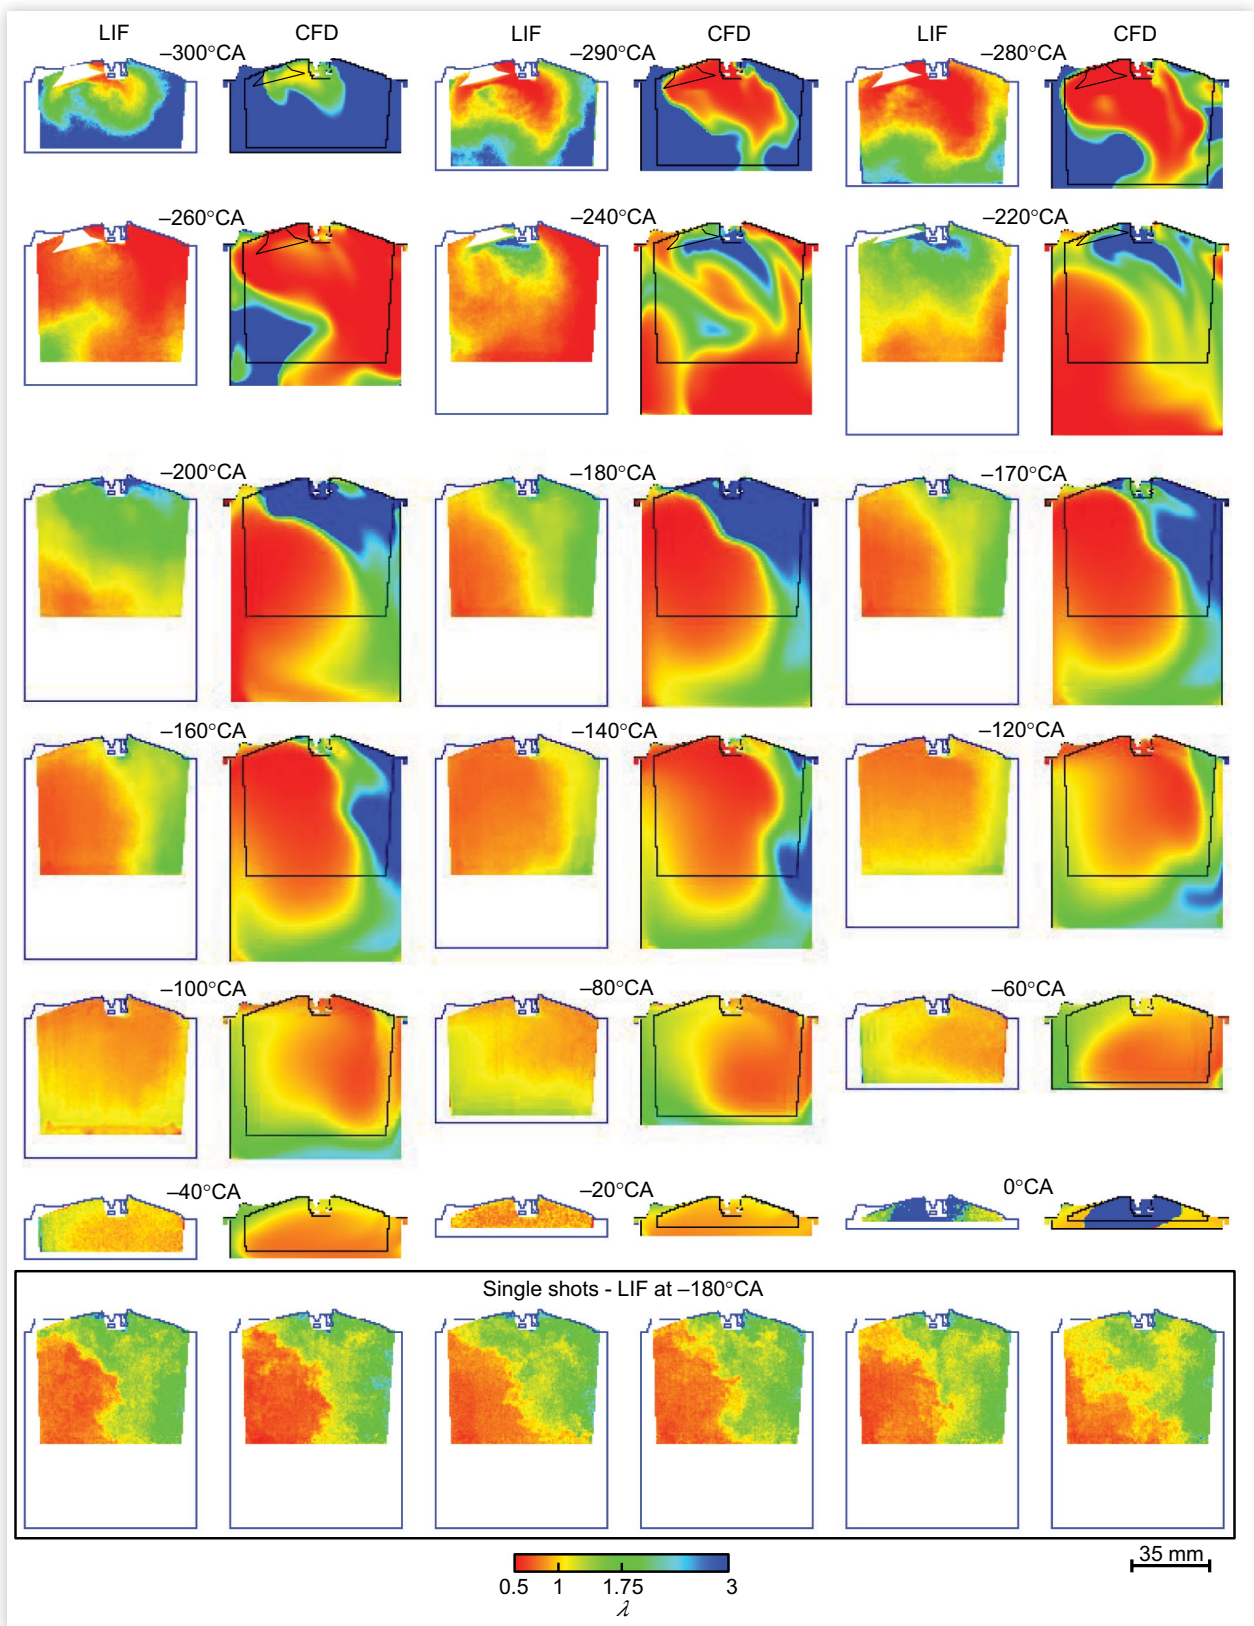 LIF CFD LIF CFD LIF CFD
–300°CA –290°CA –280°CA
–260°CA –240°CA –220°CA
–200°CA –180°CA –170°CA
–160°CA –140°CA –120°CA
–100°CA –80°CA –60°CA
–40°CA –20°CA 0°CA
Single shots - LIF at –180°CA
35 mm
0.5 1 1.75 3
λ